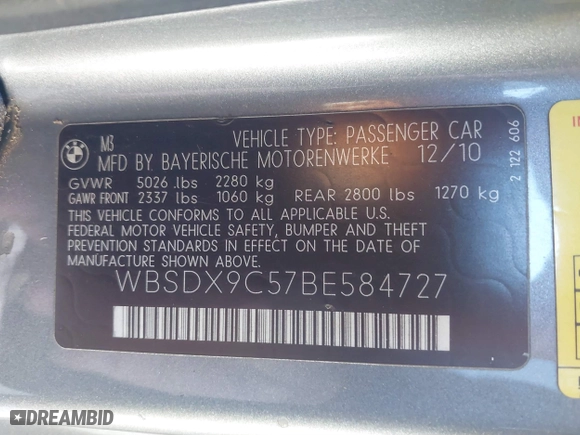 BMW
M3
VEHICLE TYPE: PASSENGER CAR
MFD BY BAYERISCHE MOTORENWERKE 12/10
GVWR 5026 lbs 2280 kg
GAWR FRONT 2337 lbs 1060 kg REAR 2800 lbs 1270 kg
THIS VEHICLE CONFORMS TO ALL APPLICABLE U.S.
FEDERAL MOTOR VEHICLE SAFETY, BUMPER AND THEFT
PREVENTION STANDARDS IN EFFECT ON THE DATE OF
MANUFACTURE SHOWN ABOVE.
WBSDX9C57BE584727
2 122 606
DREAMBID